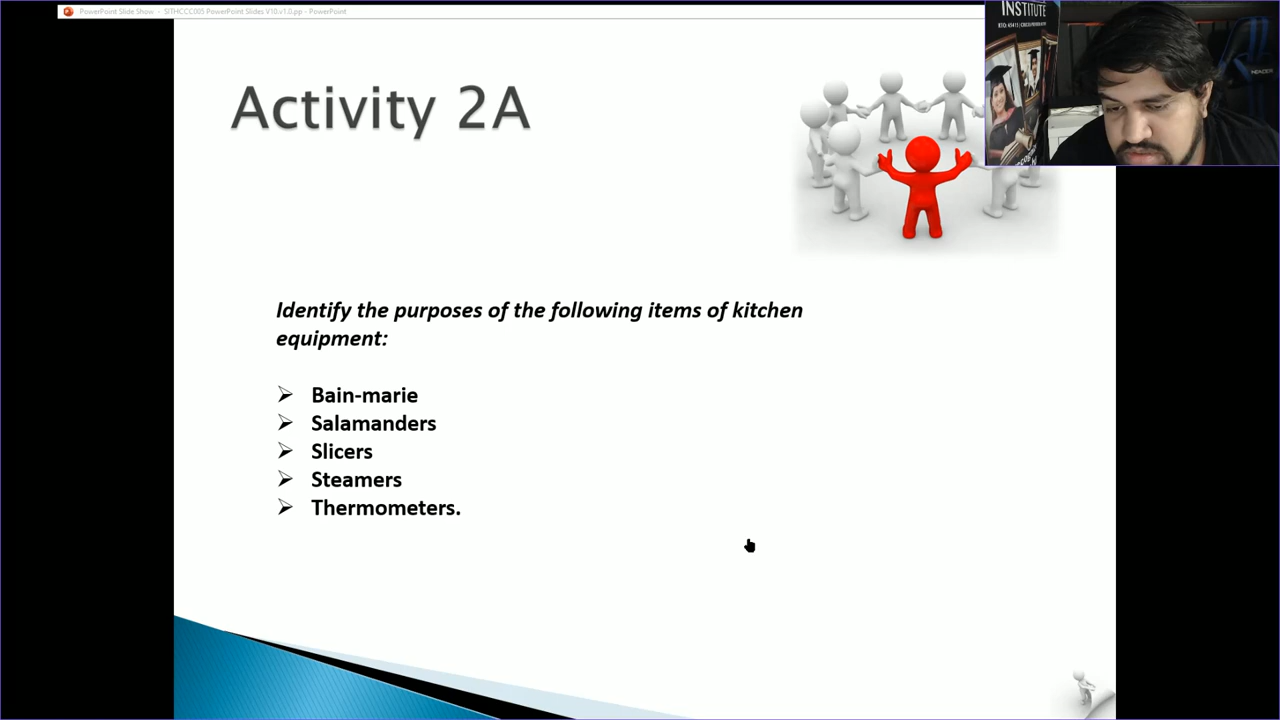 PowerPoint Slide Show - SITHCCC005 PowerPoint Slides V10.v1.0.pp - PowerPoint
INSTITUTE
Activity 2A
Identify the purposes of the following items of kitchen
equipment:
Bain-marie
Salamanders
Slicers
Steamers
Thermometers.